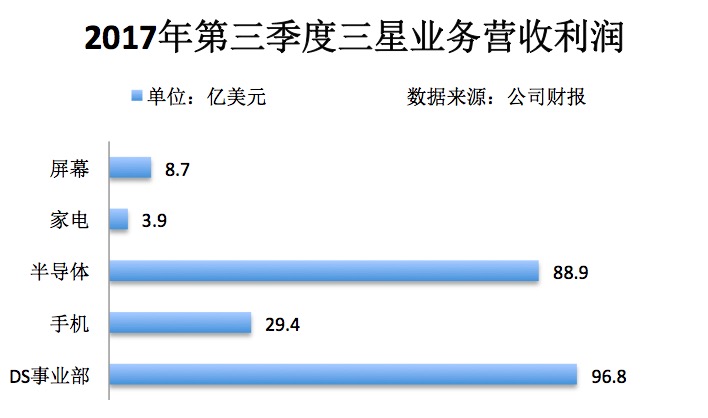 2017年第三季度三星业务营收利润
单位：亿美元 数据来源：公司财报
屏幕 8.7
家电 3.9
半导体 88.9
手机 29.4
DS事业部 96.8